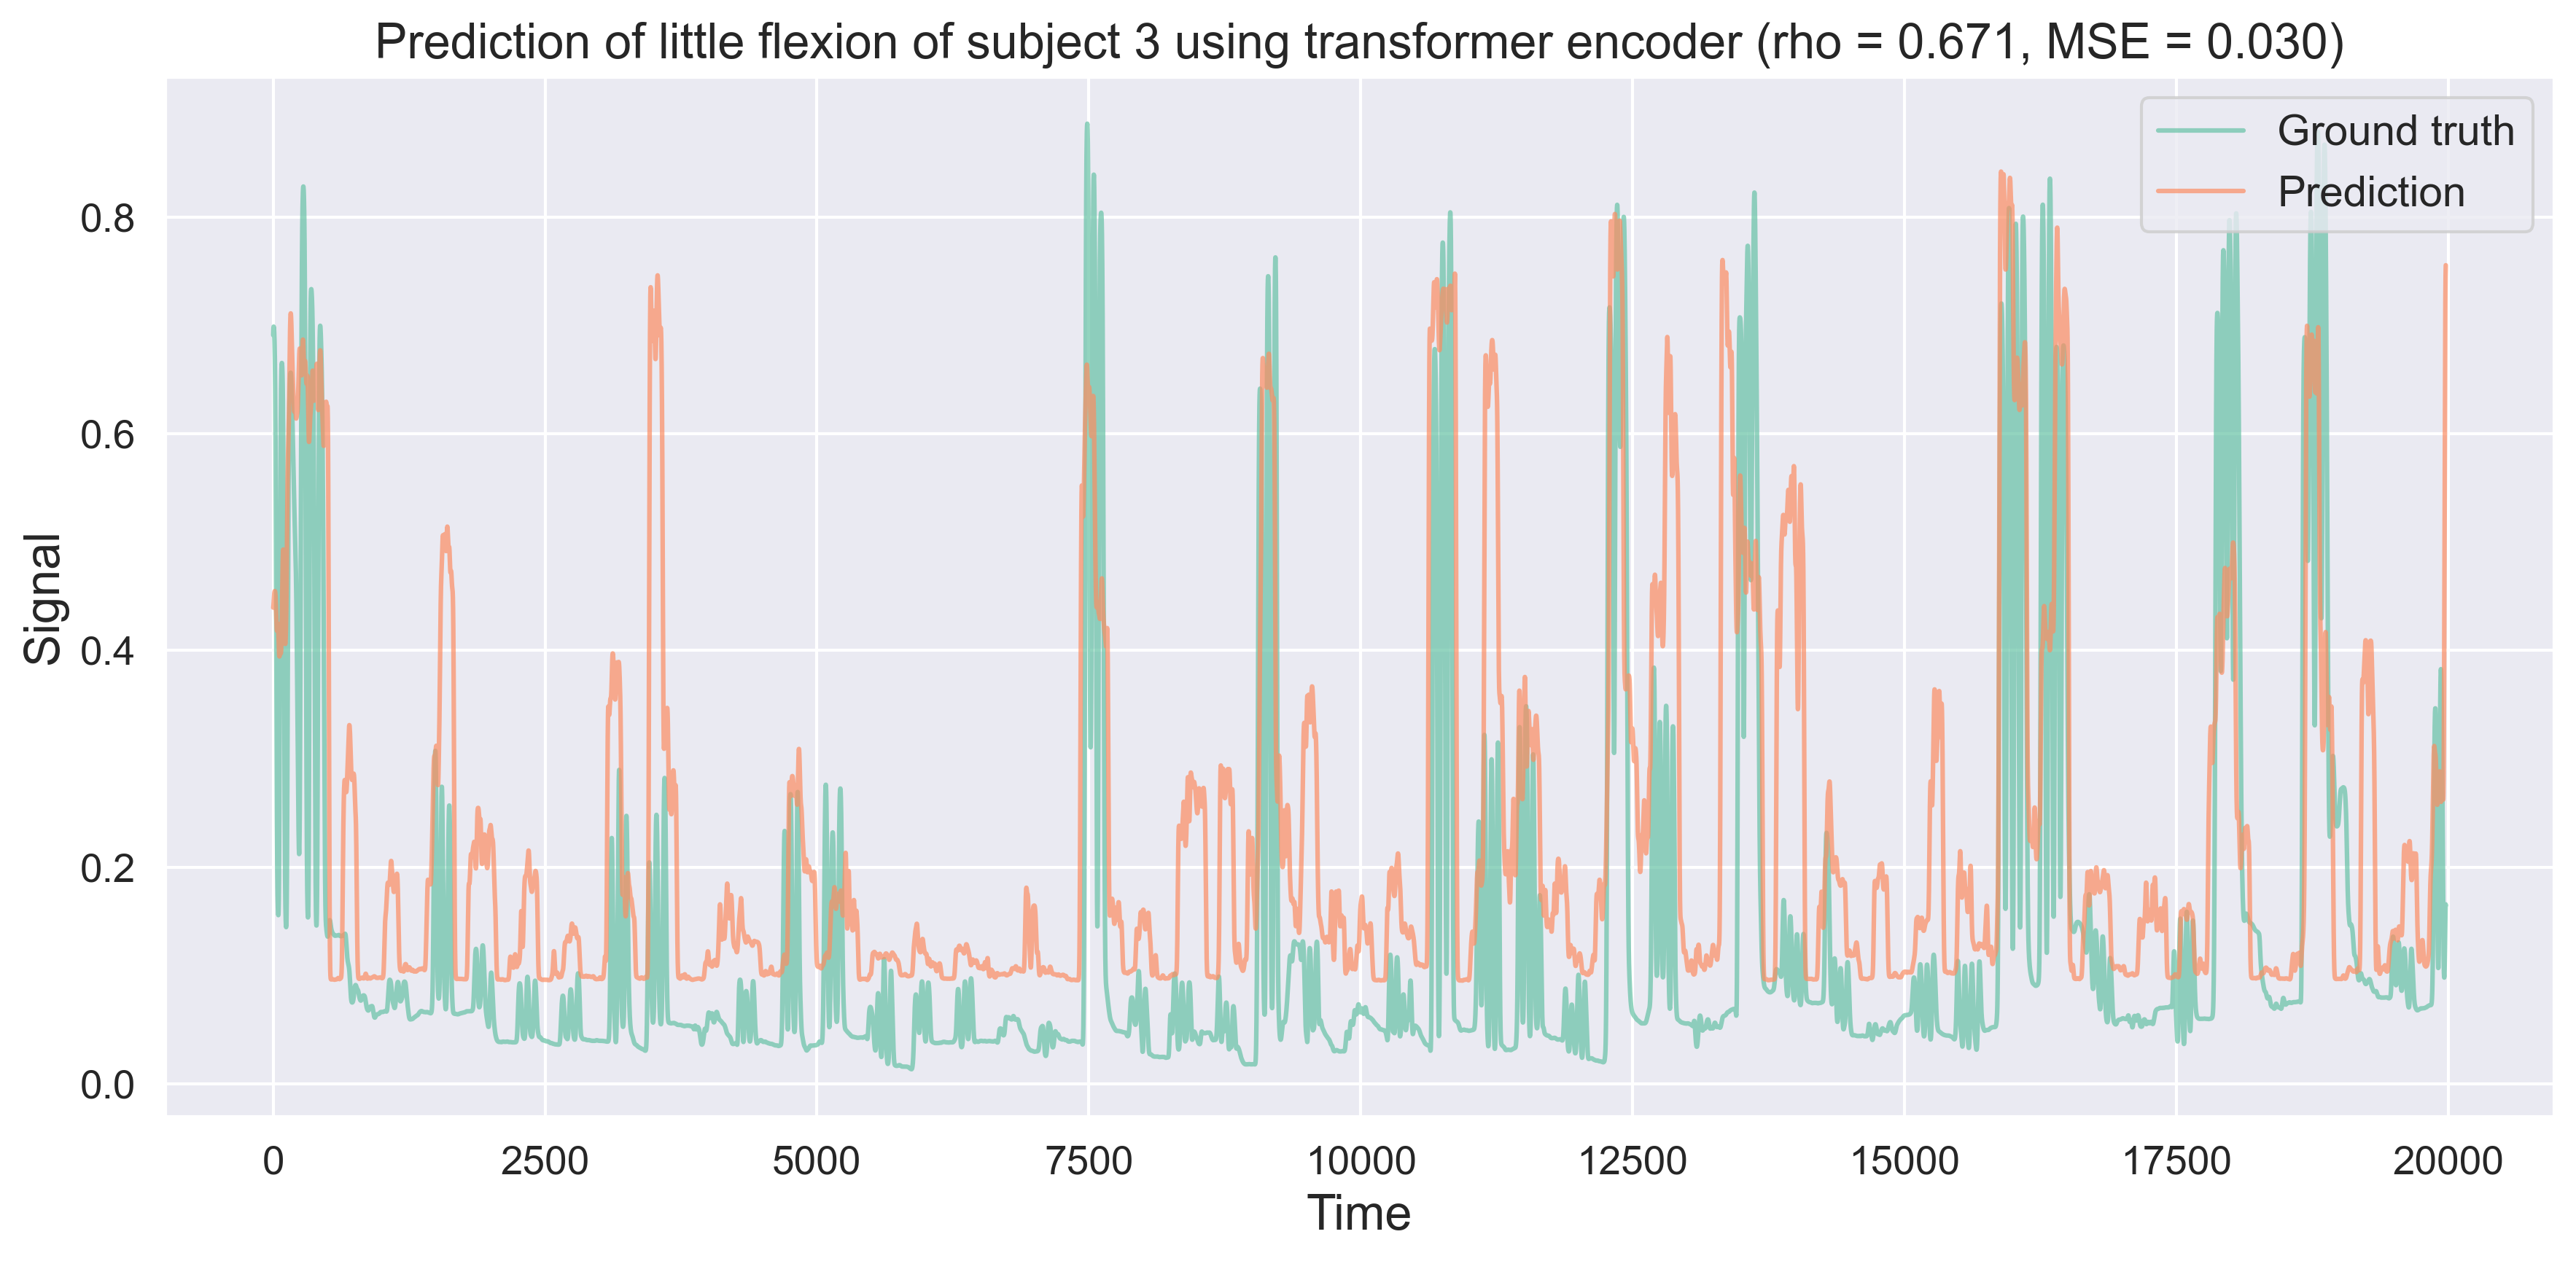 Prediction of little flexion of subject 3 using transformer encoder (rho = 0.671, MSE = 0.030)
Ground truth
Prediction
Signal
0.8
0.6
0.4
0.2
0.0
0 2500 5000 7500 10000 12500 15000 17500 20000
Time